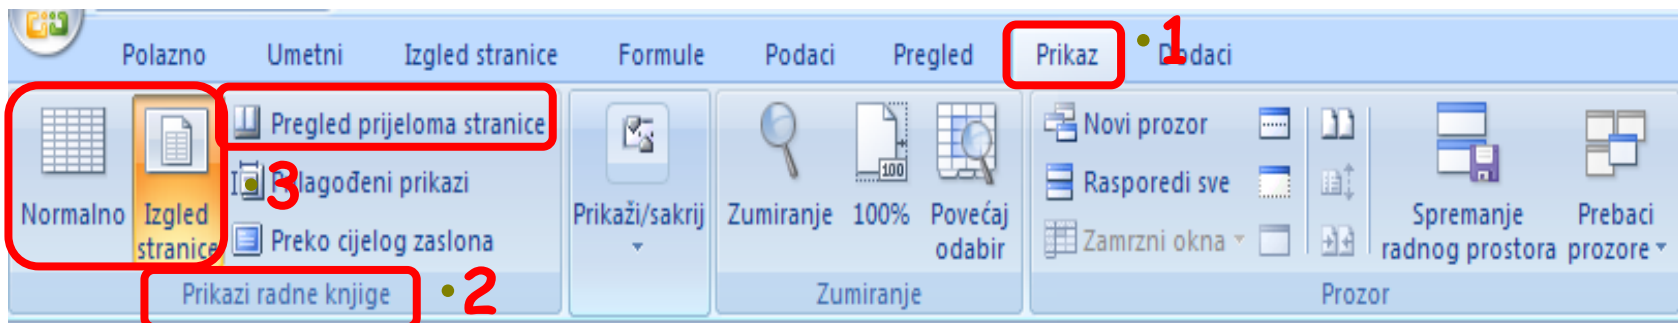 Polazno Umetni Izgled stranice Formule Podaci Pregled Prikaz • 1 Dodaci
Normalno
Izgled
stranice
Pregled prijeloma stranice
• 3 Prilagođeni prikazi
Preko cijelog zaslona
Prikazi radne knjige • 2
Prikaži/sakrij
Zumiranje
100
100%
Povećaj
odabir
Zumiranje
Novi prozor
Rasporedi sve
Zamrzni okna
Spremanje
radnog prostora
Prebaci
prozore
Prozor